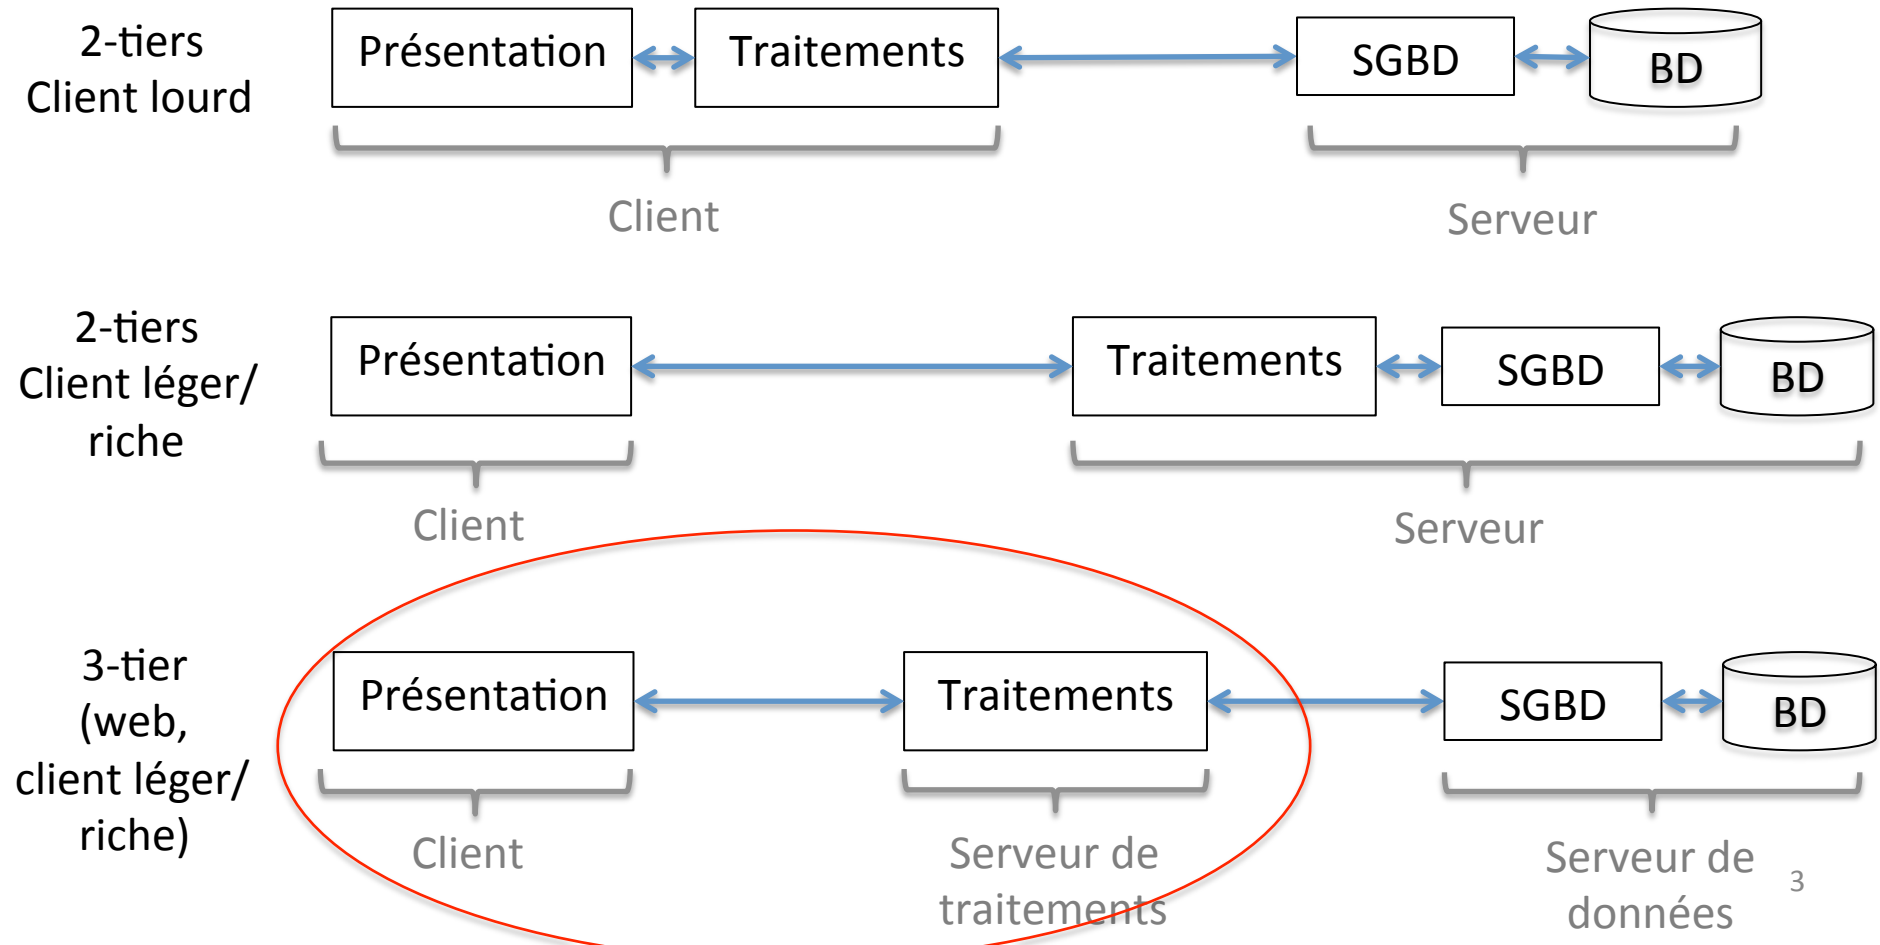 2-tiers
Client lourd
Présentation
Traitements
SGBD
BD
Client
Serveur
2-tiers
Client léger/
riche
Présentation
Traitements
SGBD
BD
Client
Serveur
3-tier
(web,
client léger/
riche)
Présentation
Traitements
SGBD
BD
Client
Serveur de
traitements
Serveur de
données
3